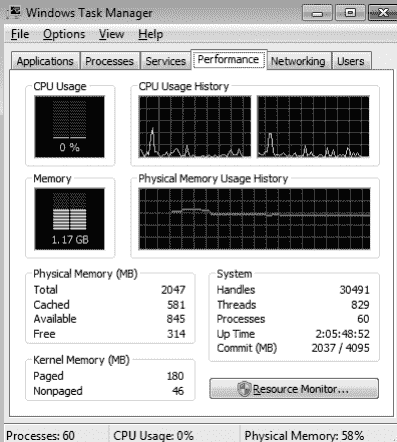 Windows Task Manager
File Options View Help
Applications Processes Services Performance Networking Users
CPU Usage CPU Usage History
0 %
Memory Physical Memory Usage History
1.17 GB
Physical Memory (MB)
Total 2047
Cached 581
Available 845
Free 314
Kernel Memory (MB)
Paged 180
Nonpaged 46
System
Handles 30491
Threads 829
Processes 60
Up Time 2:05:48:52
Commit (MB) 2037 / 4095
Resource Monitor...
Processes: 60 CPU Usage: 0% Physical Memory: 58%